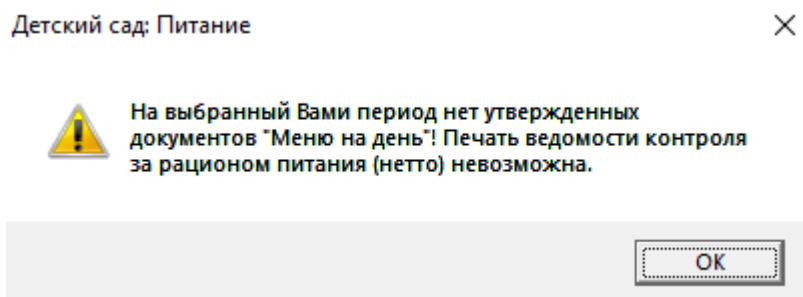 Детский сад: Питание
На выбранный Вами период нет утвержденных
документов "Меню на день"! Печать ведомости контроля
за рационом питания (нетто) невозможна.
ОК